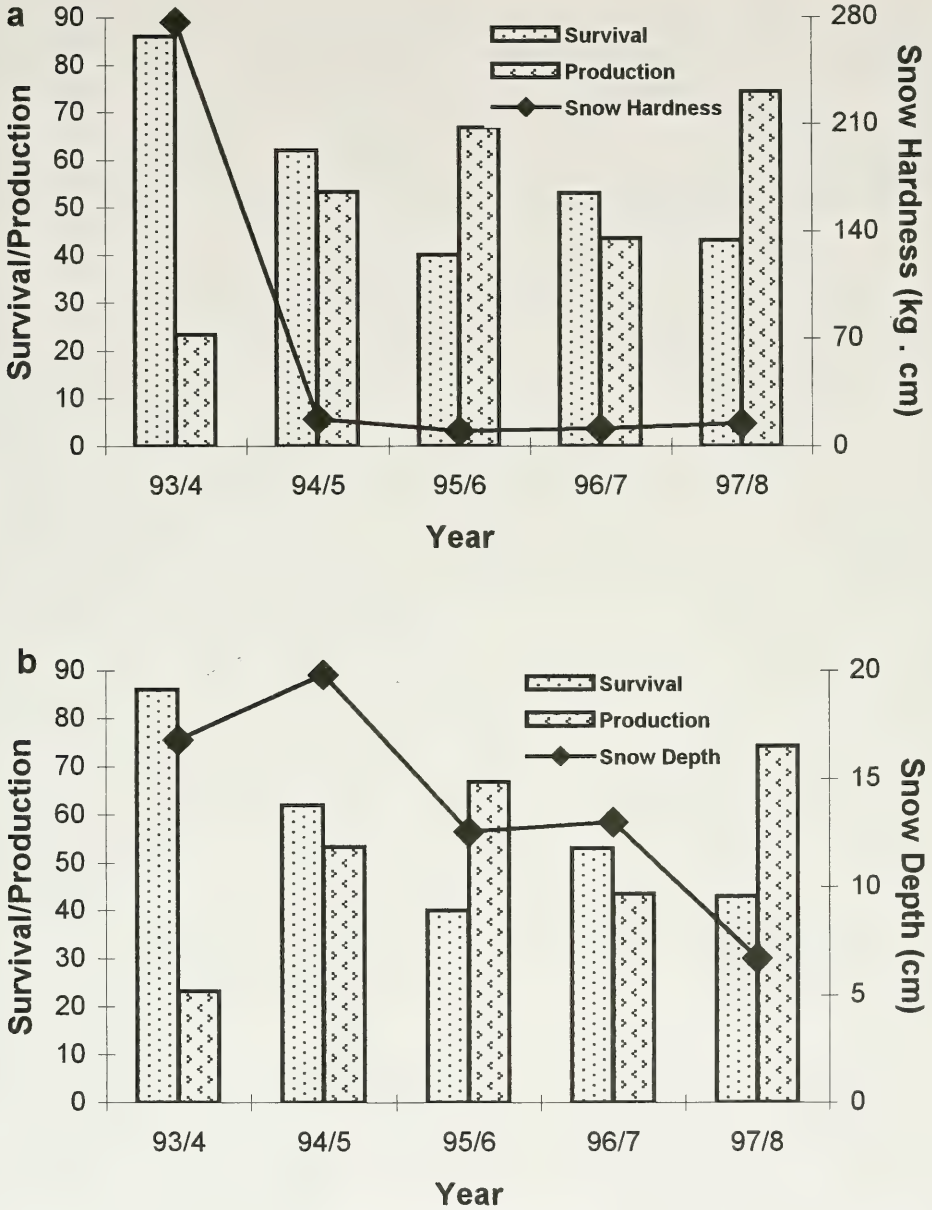 a
Survival/Production
90
80
70
60
50
40
30
20
10
0
Survival
Production
Snow Hardness
280
210
140
70
0
Snow Hardness (kg . cm)
93/4 94/5 95/6 96/7 97/8
Year
b
Survival/Production
90
80
70
60
50
40
30
20
10
0
Survival
Production
Snow Depth
20
15
10
5
0
Snow Depth (cm)
93/4 94/5 95/6 96/7 97/8
Year